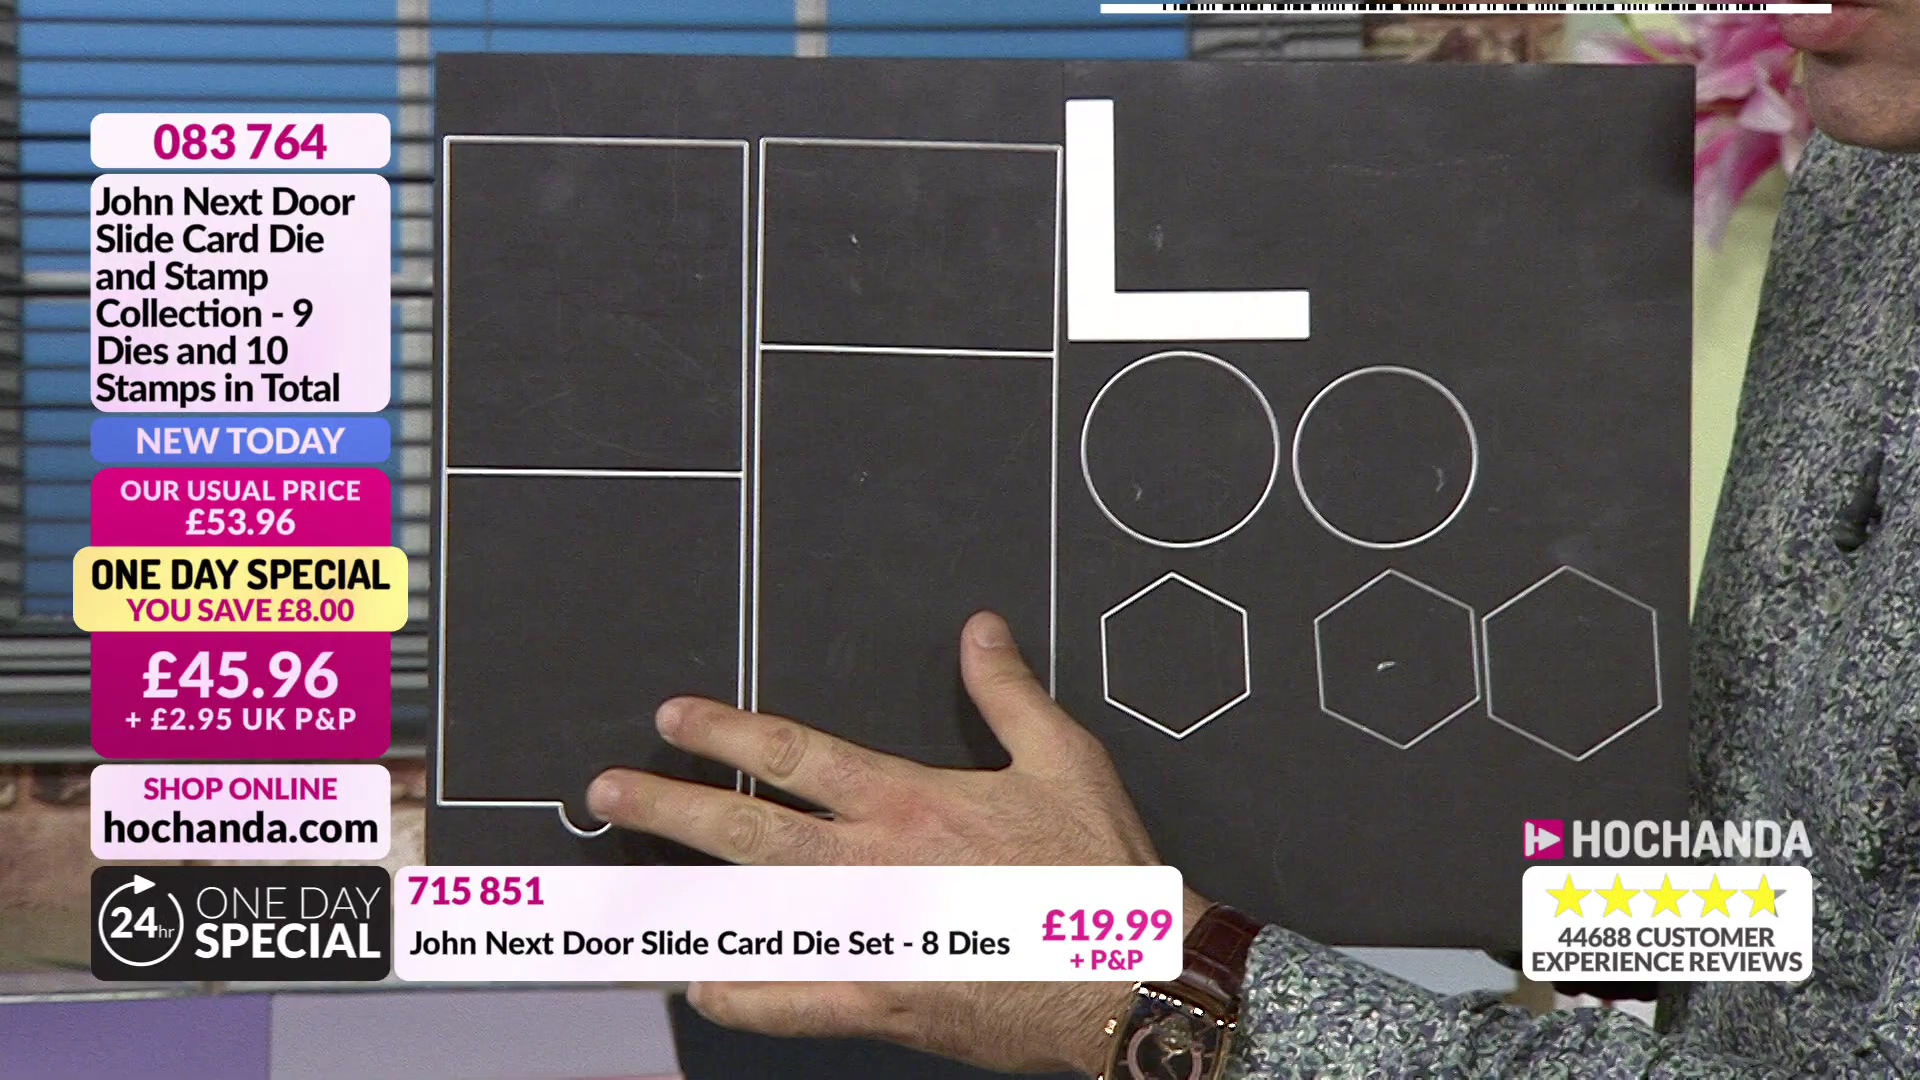 083 764
John Next Door
Slide Card Die
and Stamp
Collection - 9
Dies and 10
Stamps in Total
NEW TODAY
OUR USUAL PRICE
£53.96
ONE DAY SPECIAL
YOU SAVE £8.00
£45.96
+ £2.95 UK P&P
SHOP ONLINE
hochanda.com
24hr
ONE DAY
SPECIAL
715 851
John Next Door Slide Card Die Set - 8 Dies
£19.99
+ P&P
HOCHANDA
44688 CUSTOMER
EXPERIENCE REVIEWS